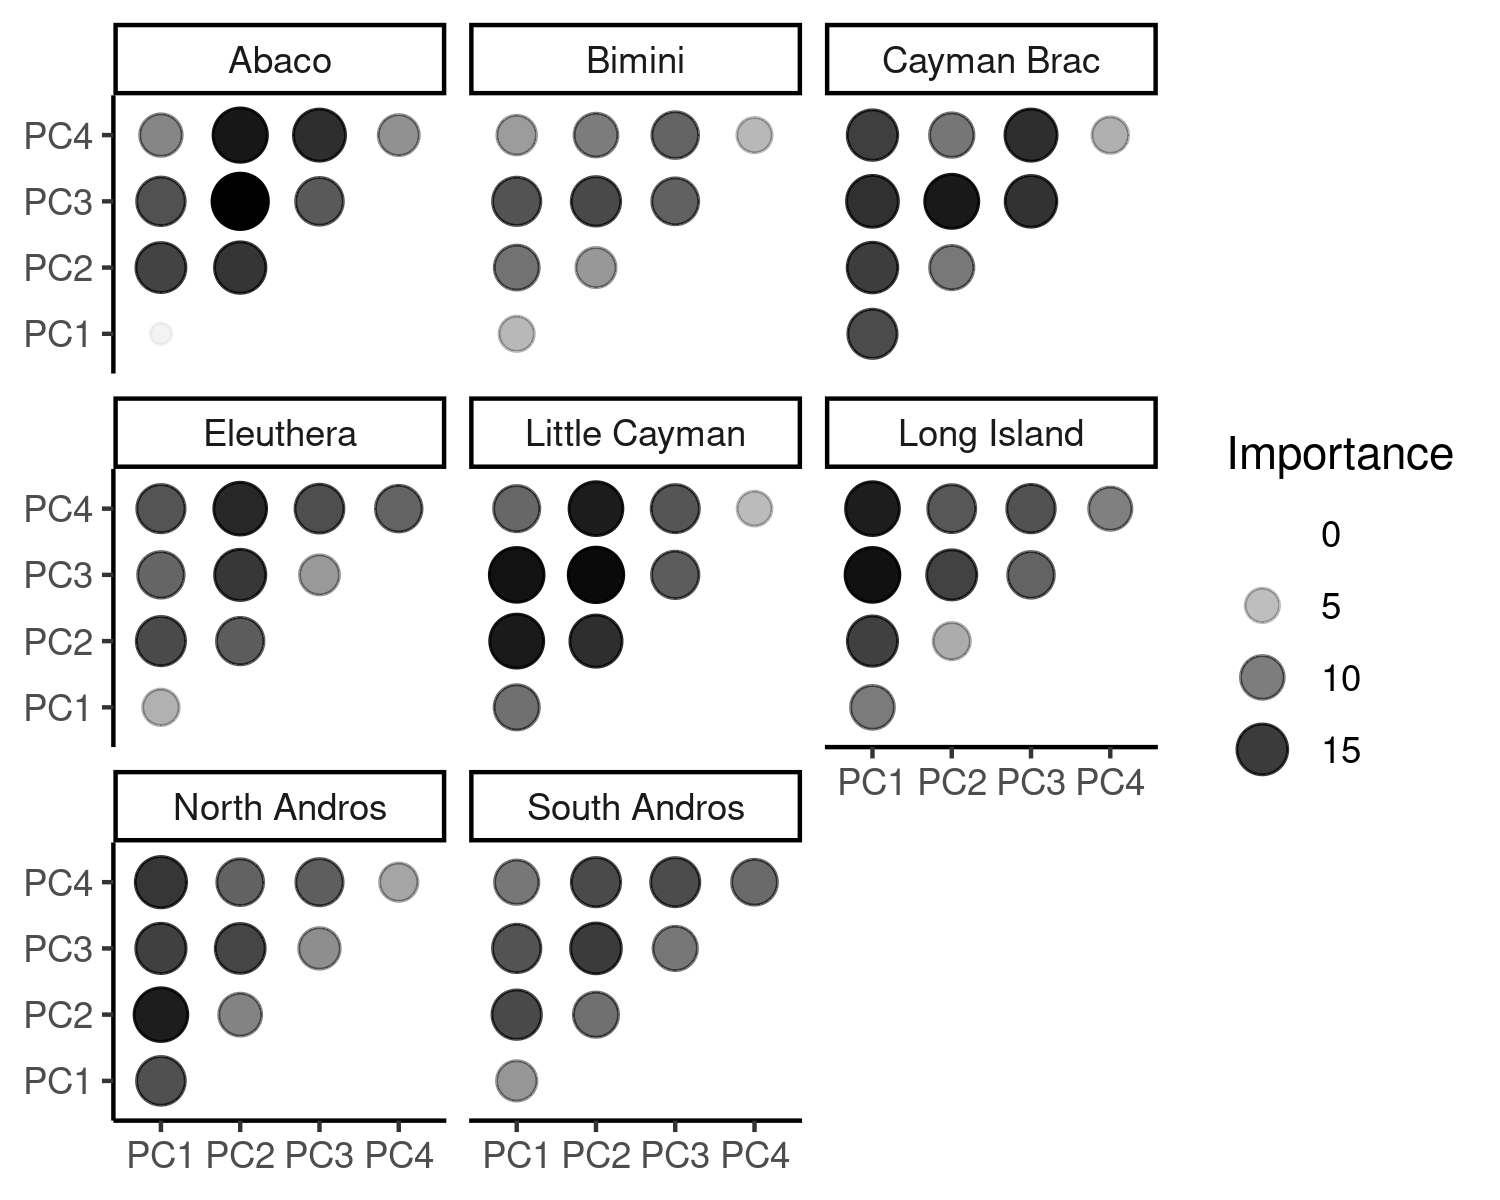 Abaco Bimini Cayman Brac
PC4
PC3
PC2
PC1
Eleuthera Little Cayman Long Island
PC4
PC3
PC2
PC1
PC1 PC2 PC3 PC4
Importance
0
5
10
15
North Andros South Andros
PC4
PC3
PC2
PC1
PC1 PC2 PC3 PC4 PC1 PC2 PC3 PC4